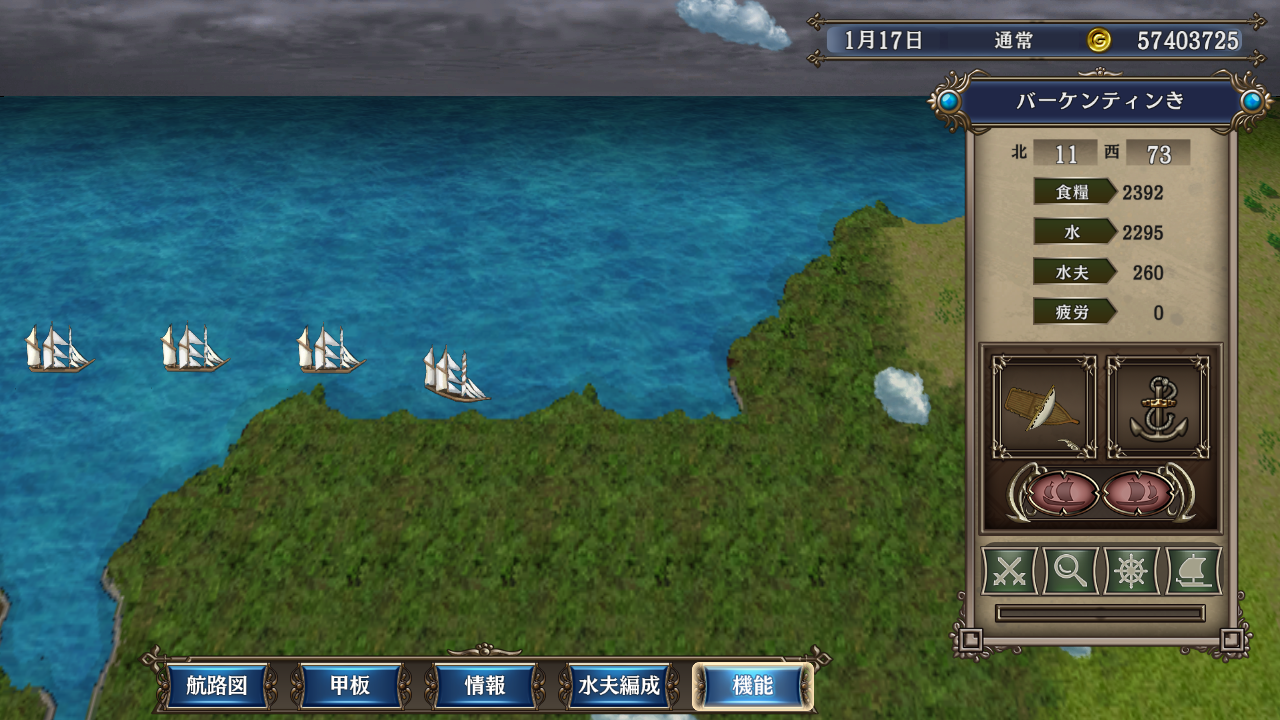 1月17日 通常 G 57403725
バーケンティンき
北 11 西 73
食糧 2392
水 2295
水夫 260
疲労 0
航路図 甲板 情報 水夫編成 機能